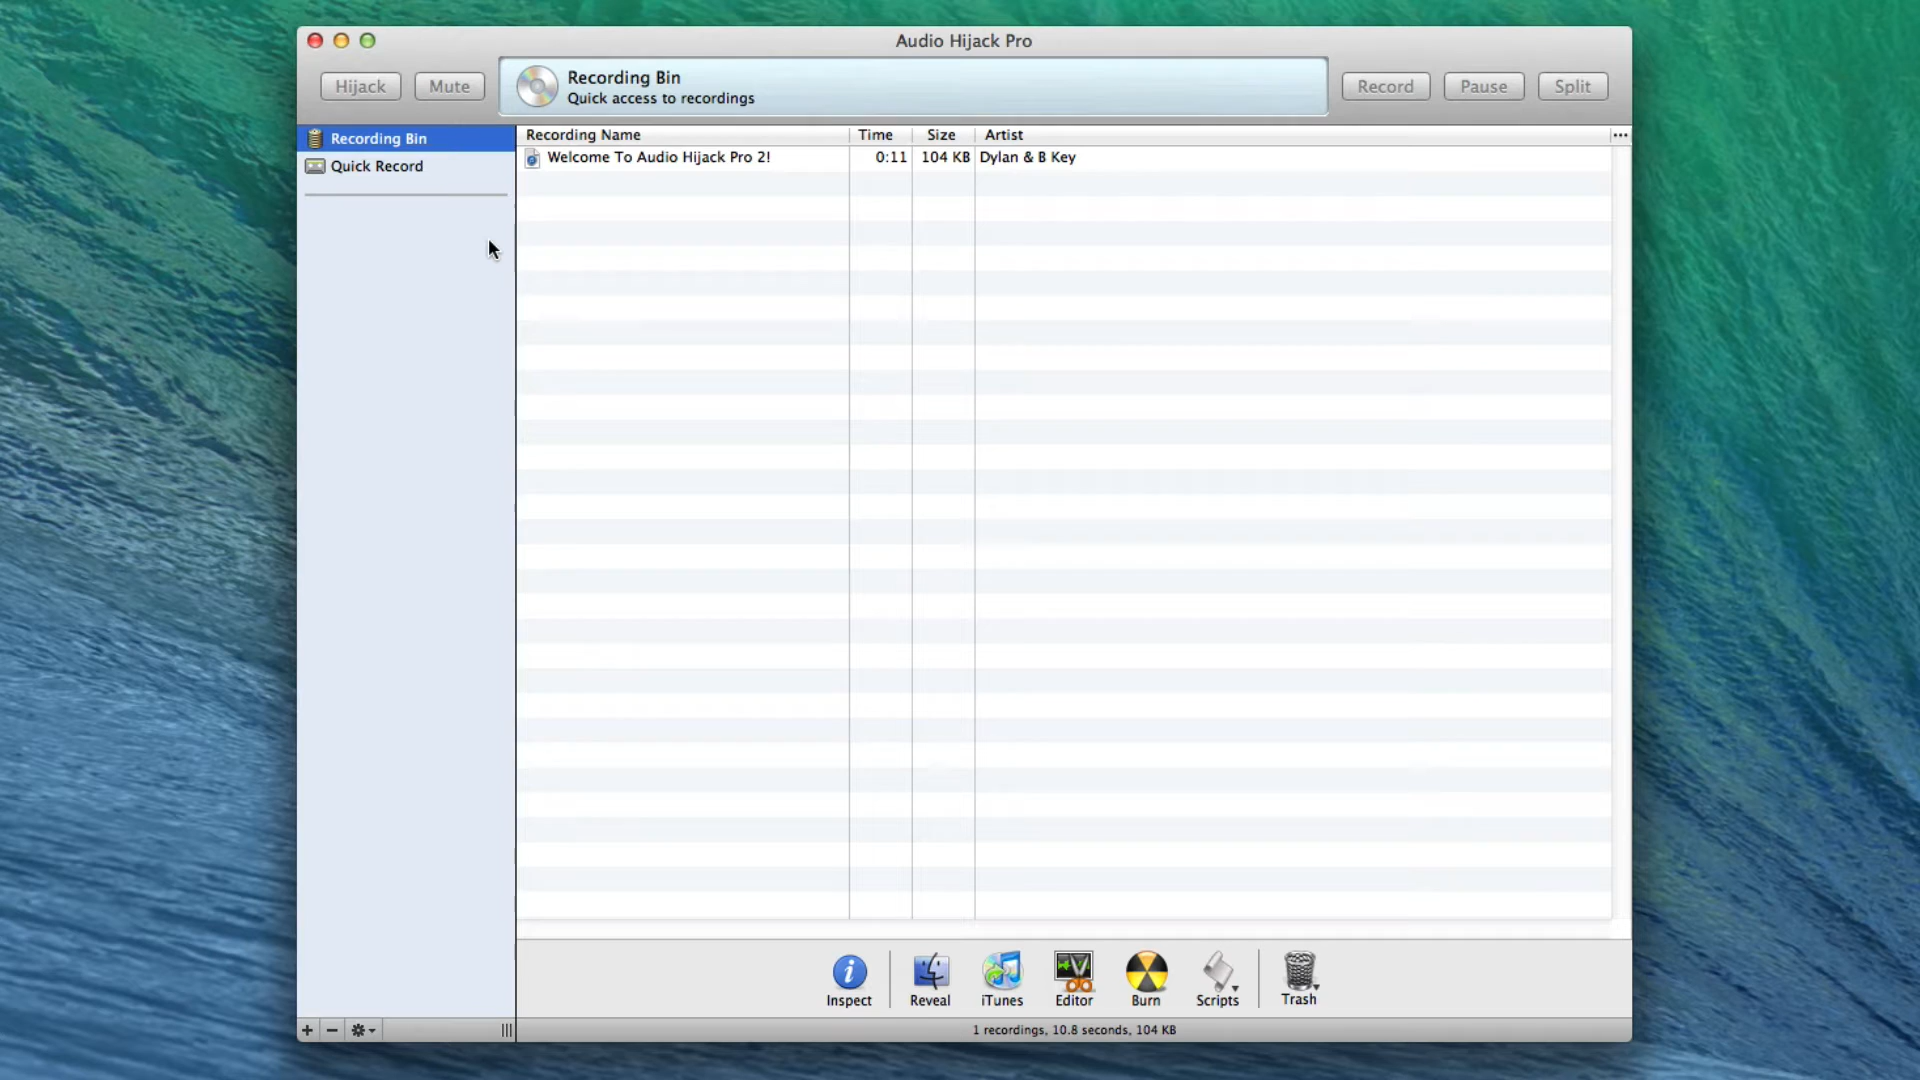 Audio Hijack Pro
Hijack
Mute
Recording Bin
Quick access to recordings
Record
Pause
Split
Recording Bin
Quick Record
Recording Name Time Size Artist
Welcome To Audio Hijack Pro 2! 0:11 104 KB Dylan & B Key
Inspect
Reveal
iTunes
Editor
Burn
Scripts
Trash
1 recordings, 10.8 seconds, 104 KB